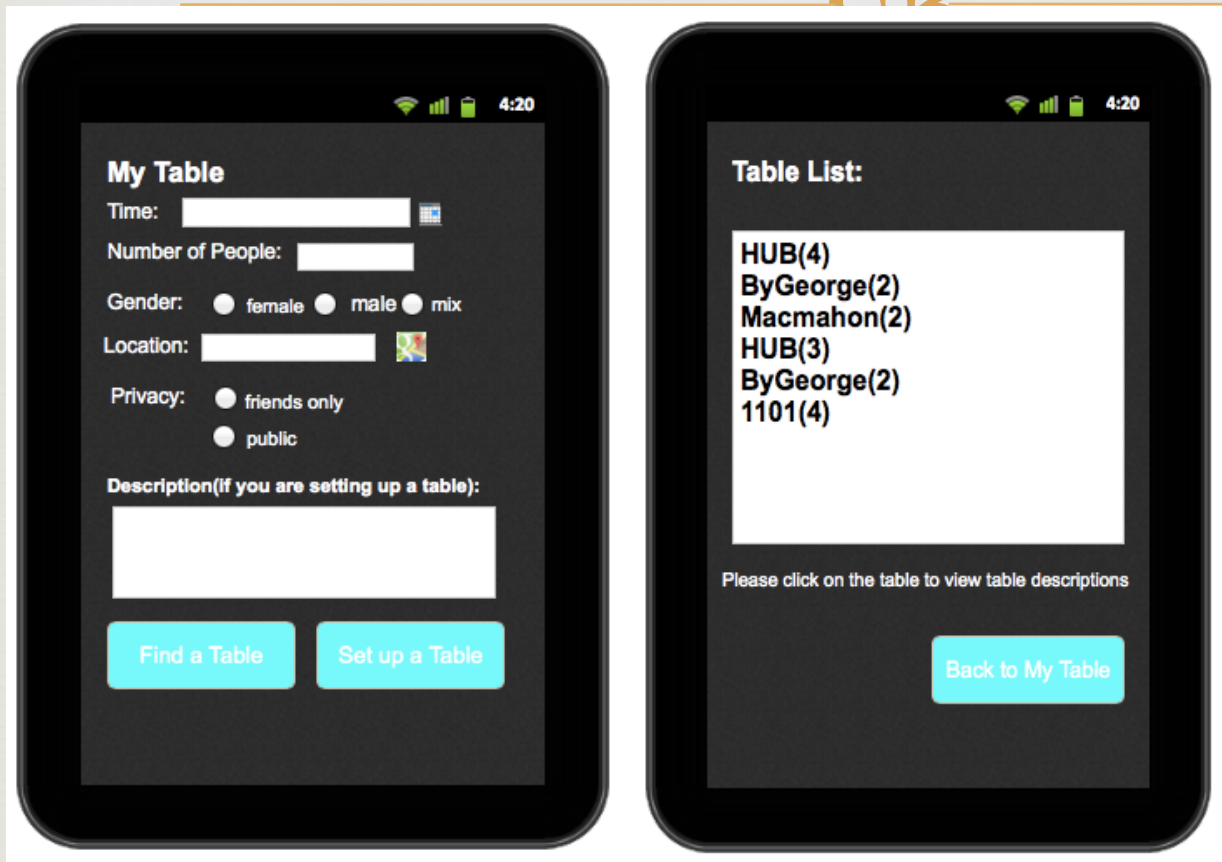 4:20
My Table
Time:
Number of People:
Gender: female male mix
Location:
Privacy: friends only
public
Description(if you are setting up a table):
Find a Table Set up a Table
4:20
Table List:
HUB(4)
ByGeorge(2)
Macmahon(2)
HUB(3)
ByGeorge(2)
1101(4)
Please click on the table to view table descriptions
Back to My Table